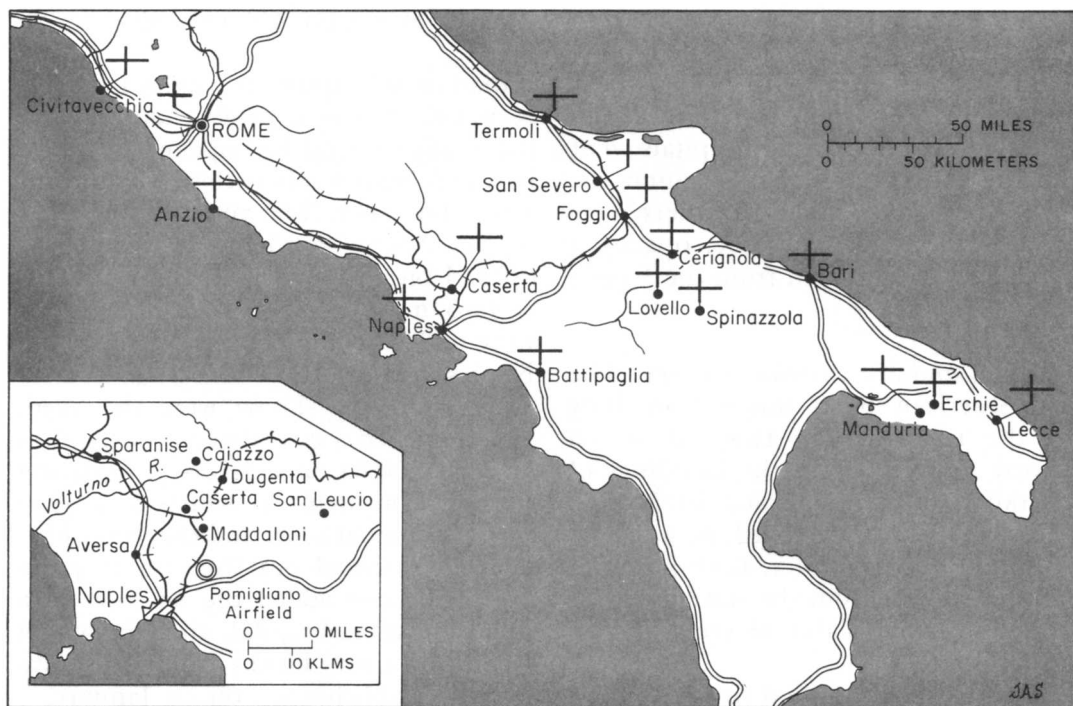 Civitavecchia
ROME
Anzio
Termoli
San Severo
Foggia
Cerignola
Bari
Lovello
Spinazzola
Caserta
Naples
Battipaglia
Manduria
Erchie
Lecce
0 50 MILES
0 50 KILOMETERS
Sparanise
R.
Volturno
Caiazzo
Dugenta
Caserta
San Leucio
Maddaloni
Aversa
Naples
Pomigliano
Airfield
0 10 MILES
0 10 KLMS
JAS